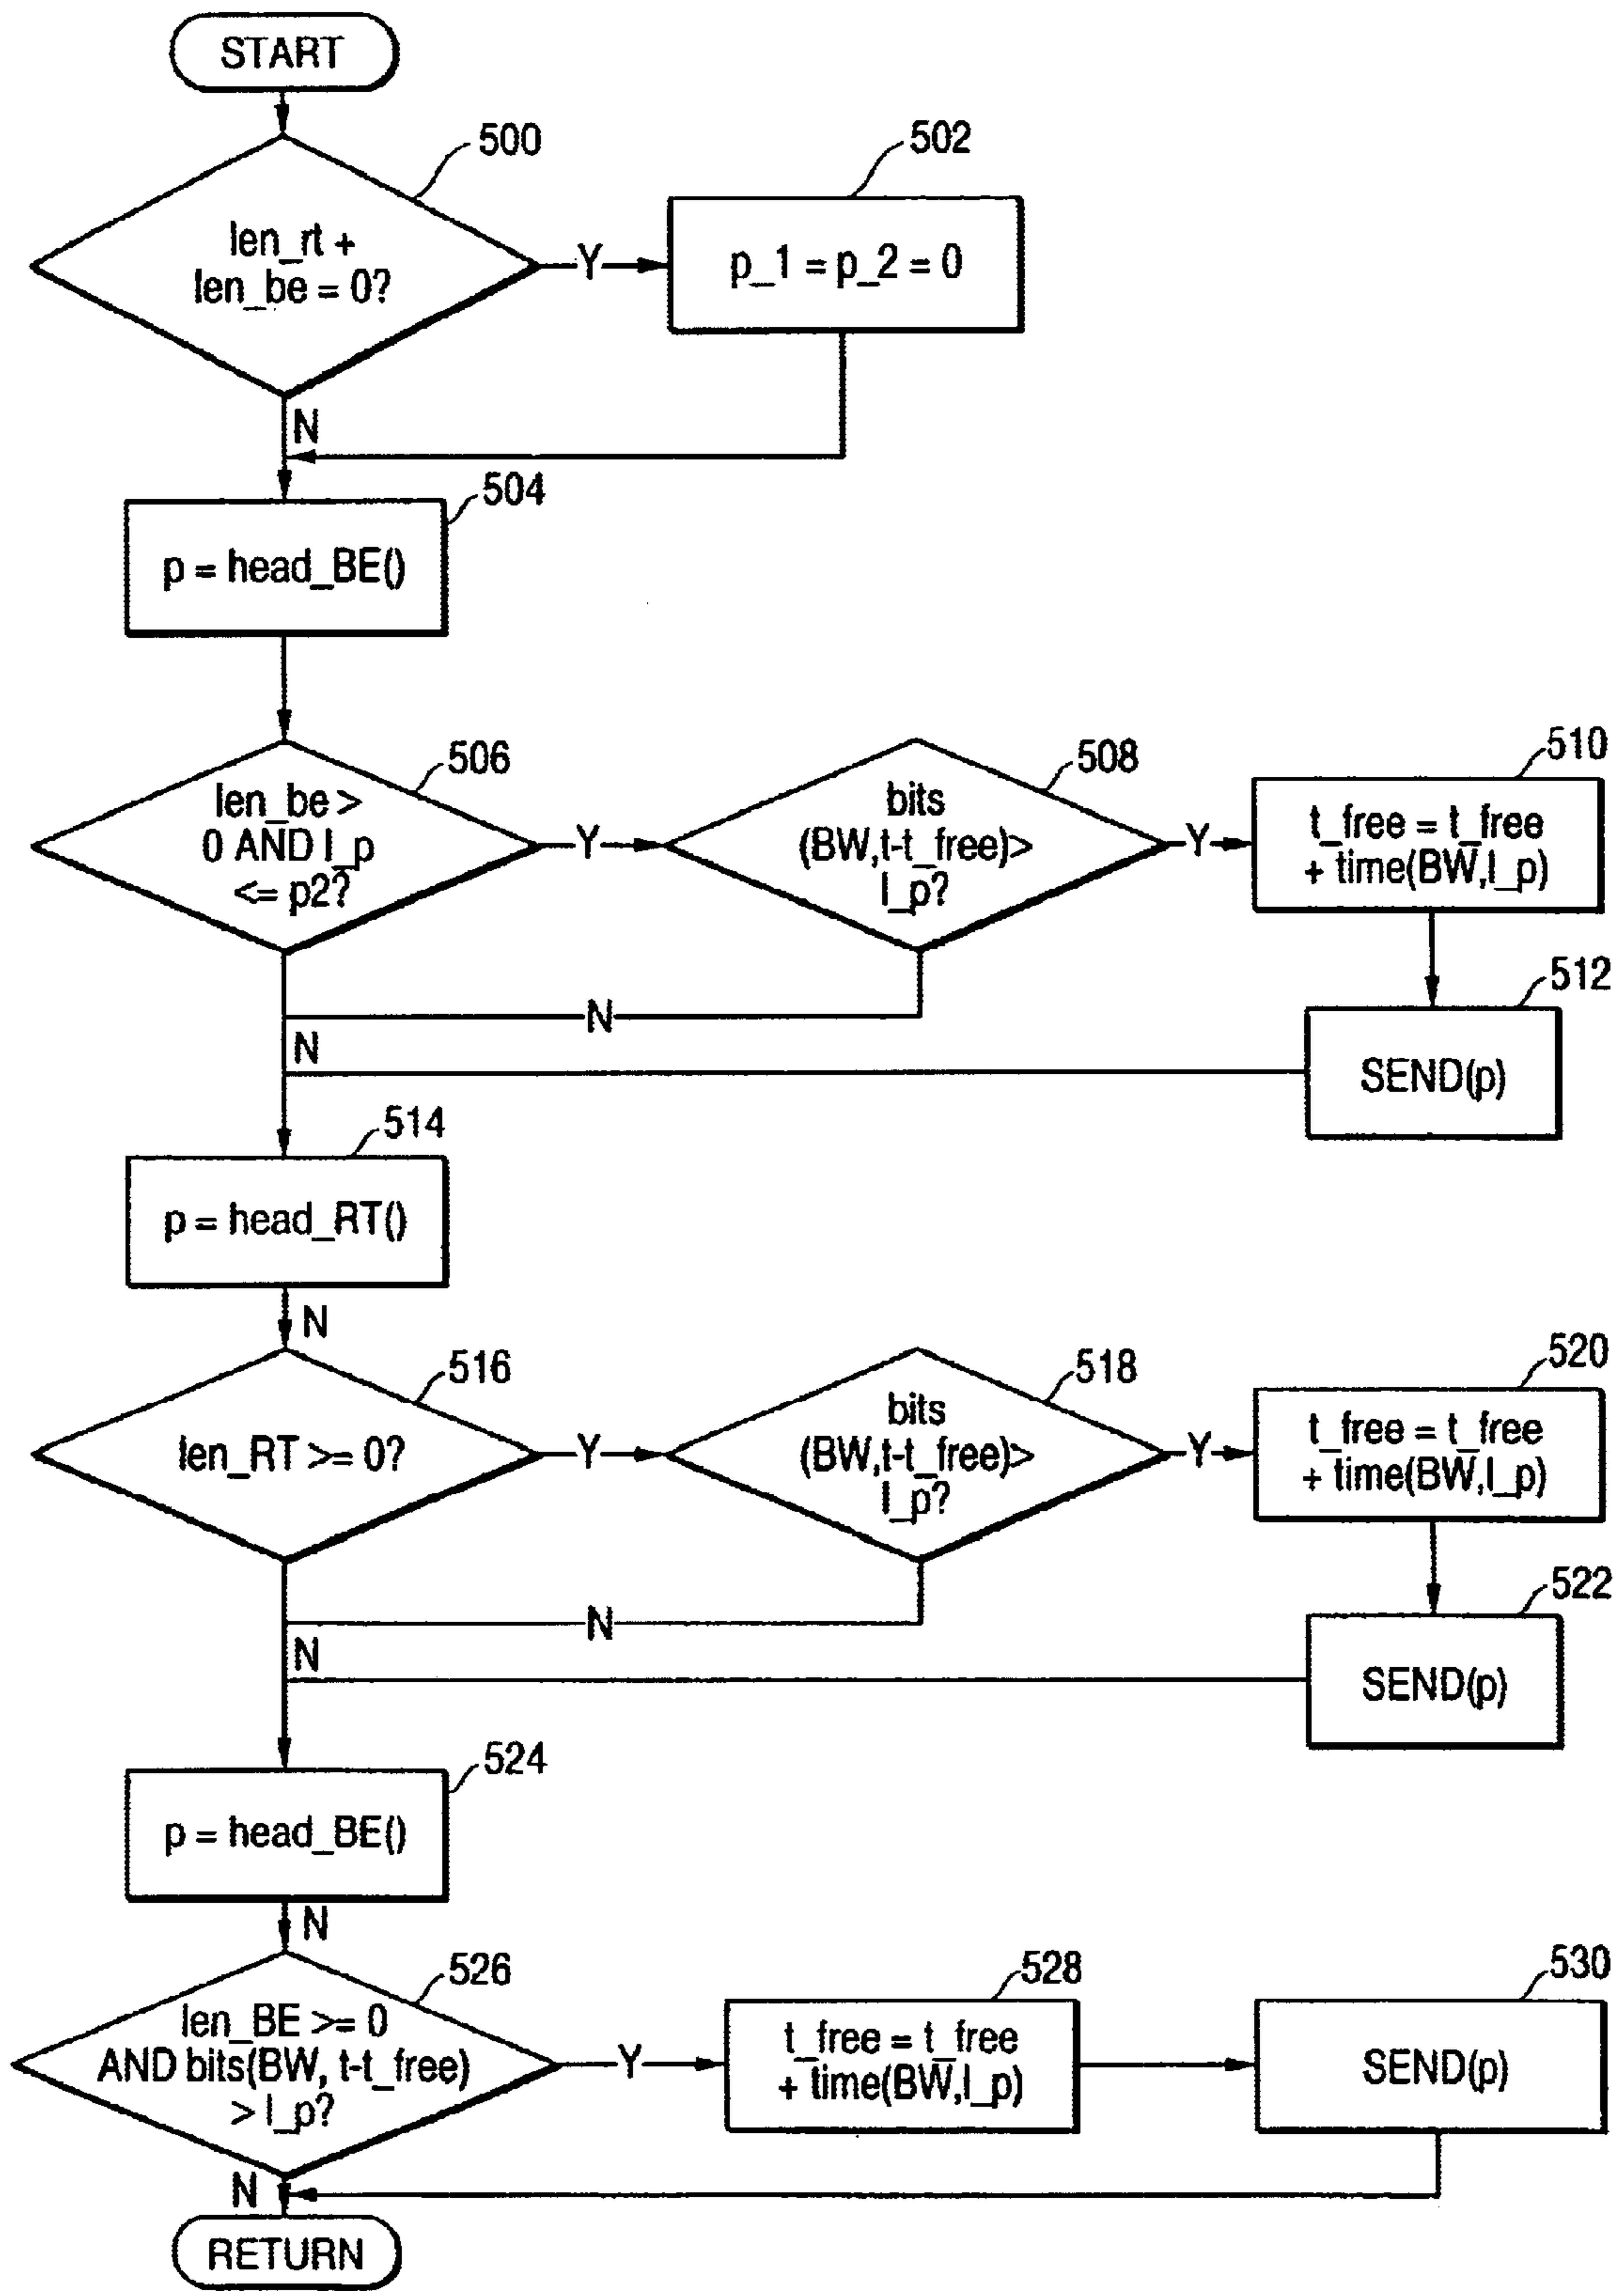 START
500
len_rt +
len_be = 0?
Y
502
p_1 = p_2 = 0
N
504
p = head_BE()
506
len_be >
0 AND l_p
<= p2?
Y
508
bits
(BW,t-t_free)>
l_p?
Y
510
t_free = t_free
+ time(BW,l_p)
N
N
512
SEND(p)
514
p = head_RT()
N
516
len_RT >= 0?
Y
518
bits
(BW,t-t_free)>
l_p?
Y
520
t_free = t_free
+ time(BW,l_p)
N
N
522
SEND(p)
524
p = head_BE()
N
526
len_BE >= 0
AND bits(BW, t-t_free)
> l_p?
Y
528
t_free = t_free
+ time(BW,l_p)
530
SEND(p)
N
RETURN